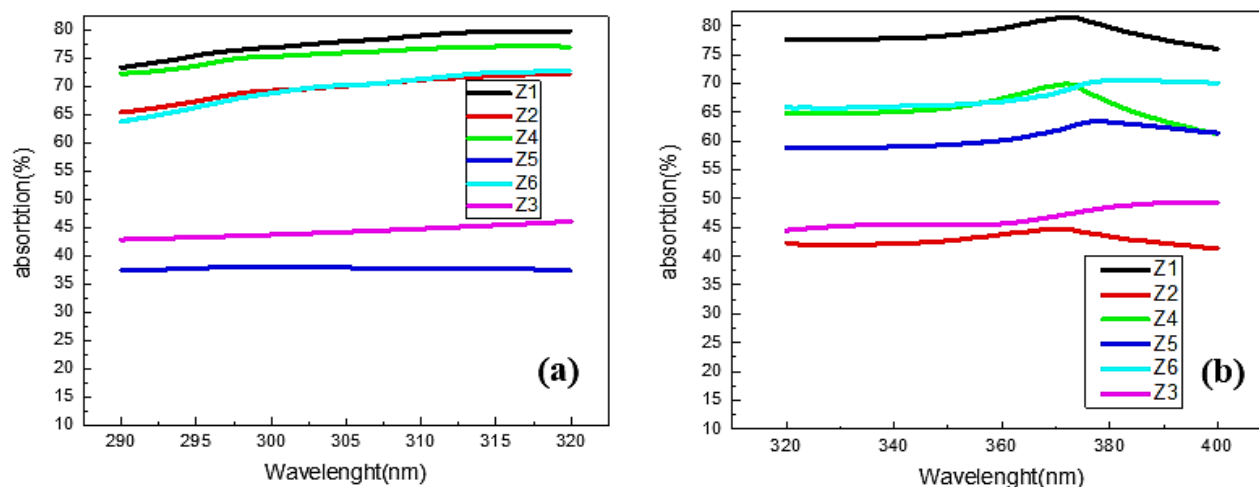 80
75
70
65
60
55
50
45
40
35
30
25
20
15
10
absorbtion(%)
290
295
300
305
310
315
320
Wavelenght(nm)
Z1
Z2
Z4
Z5
Z6
Z3
(a)
80
75
70
65
60
55
50
45
40
35
30
25
20
15
10
absorbtion(%)
320
340
360
380
400
Wavelenght(nm)
Z1
Z2
Z4
Z5
Z6
Z3
(b)